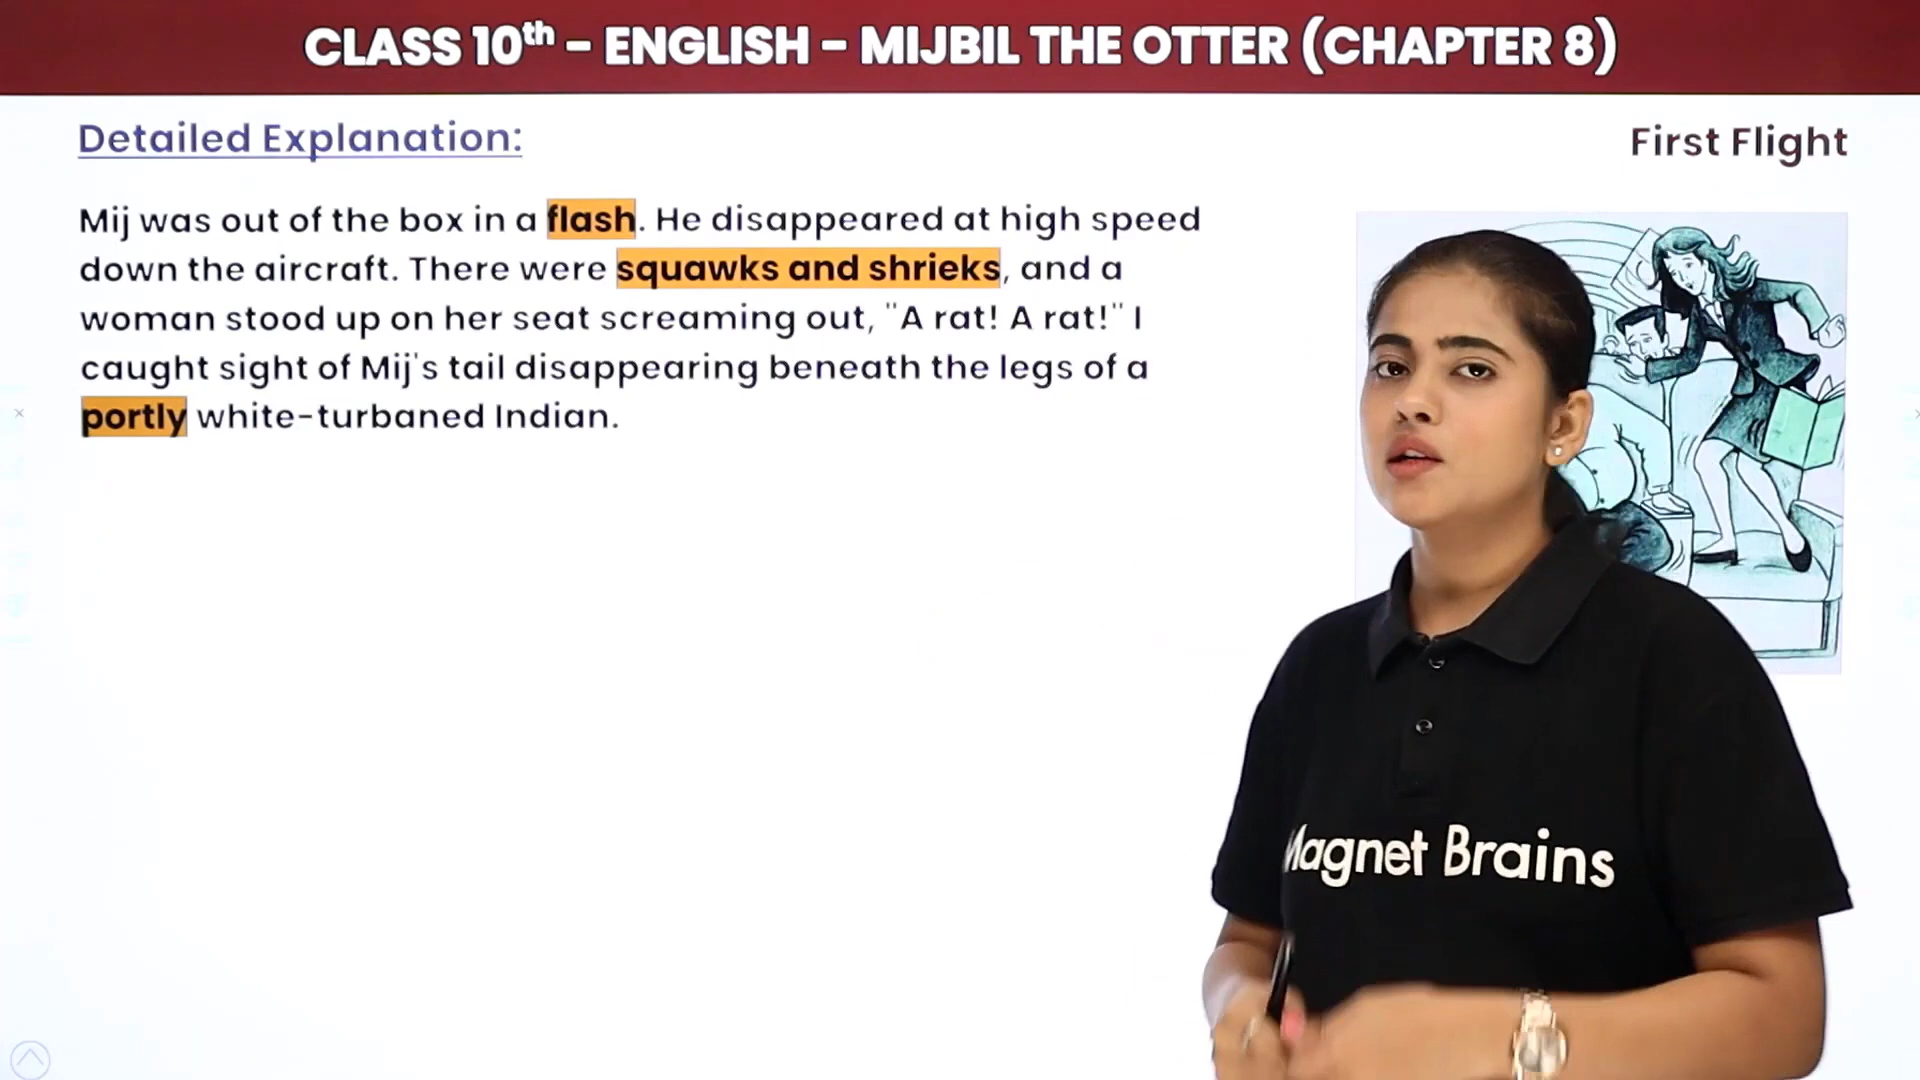 CLASS 10th – ENGLISH – MIJBIL THE OTTER (CHAPTER 8)
Detailed Explanation:
First Flight
Mij was out of the box in a flash. He disappeared at high speed
down the aircraft. There were squawks and shrieks, and a
woman stood up on her seat screaming out, "A rat! A rat!" I
caught sight of Mij's tail disappearing beneath the legs of a
portly white-turbaned Indian.
Magnet Brains